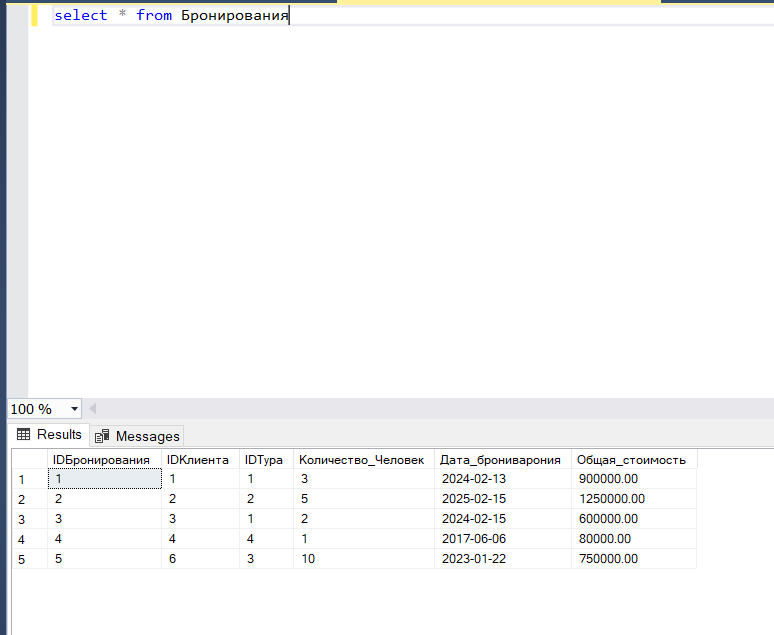 select * from Бронирования
100 %
Results Messages
IDБронирования IDКлиента IDТура Количество_Человек Дата_брониварония Общая_стоимость
1 1 1 1 3 2024-02-13 900000.00
2 2 2 2 5 2025-02-15 1250000.00
3 3 3 1 2 2024-02-15 600000.00
4 4 4 4 1 2017-06-06 80000.00
5 5 6 3 10 2023-01-22 750000.00